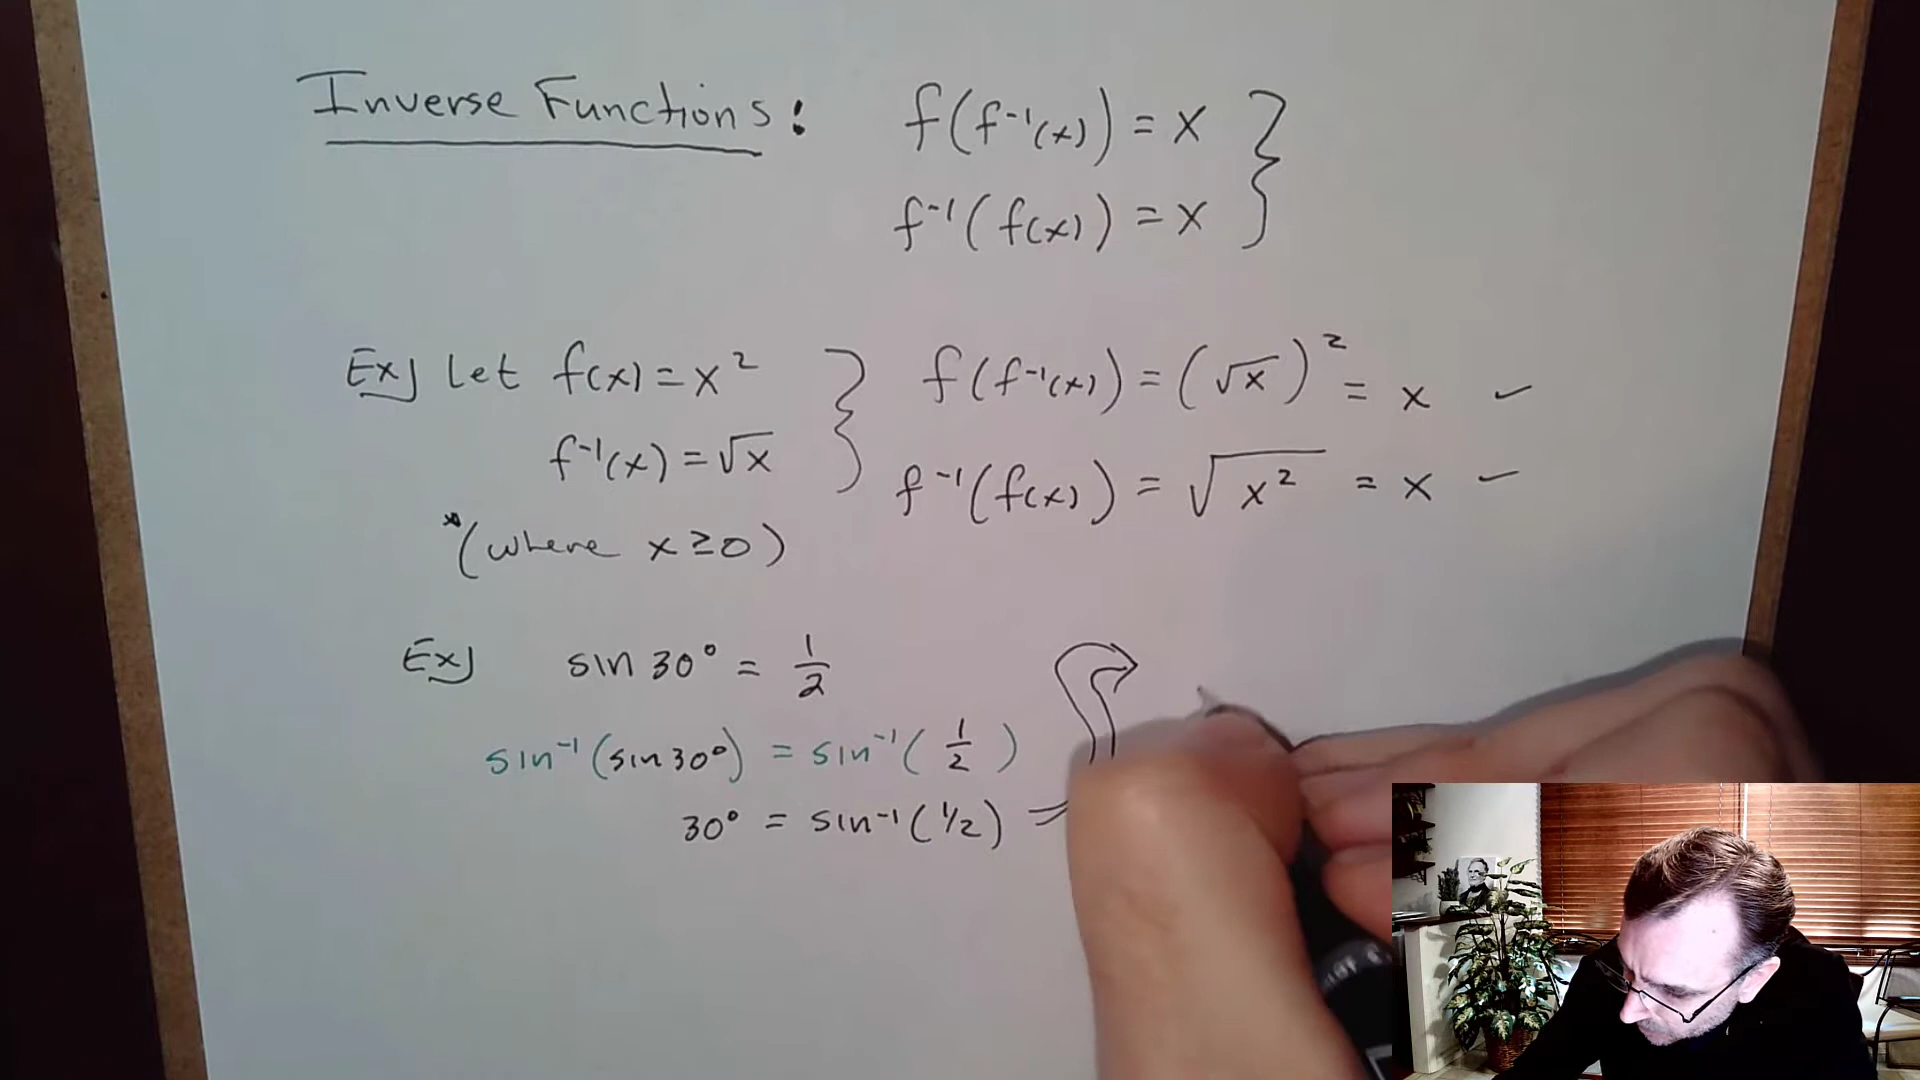 Inverse Functions: f(f⁻¹(x)) = x
f⁻¹(f(x)) = x
Ex] Let f(x) = x² f(f⁻¹(x)) = (√x)² = x ✓
f⁻¹(x) = √x f⁻¹(f(x)) = √x² = x ✓
*(where x ≥ 0)
Ex] sin 30° = 1/2
sin⁻¹(sin 30°) = sin⁻¹(1/2)
30° = sin⁻¹(1/2)